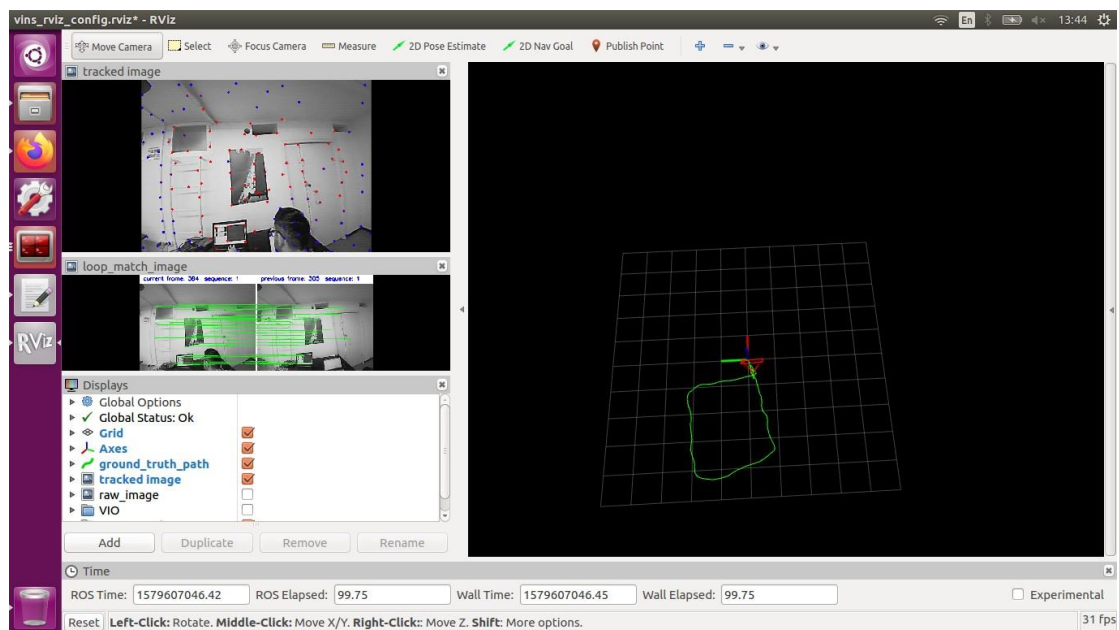 vins_rviz_config.rviz* - RViz
En
13:44
Move Camera
Select
Focus Camera
Measure
2D Pose Estimate
2D Nav Goal
Publish Point
tracked image
loop_match_image
current frame: 384 sequence: 1 previous frame: 305 sequence: 1
RViz
Displays
Global Options
Global Status: Ok
Grid
Axes
ground_truth_path
tracked image
raw_image
VIO
Add Duplicate Remove Rename
Time
ROS Time: 1579607046.42 ROS Elapsed: 99.75 Wall Time: 1579607046.45 Wall Elapsed: 99.75 Experimental
Reset Left-Click: Rotate. Middle-Click: Move X/Y. Right-Click:: Move Z. Shift: More options. 31 fps